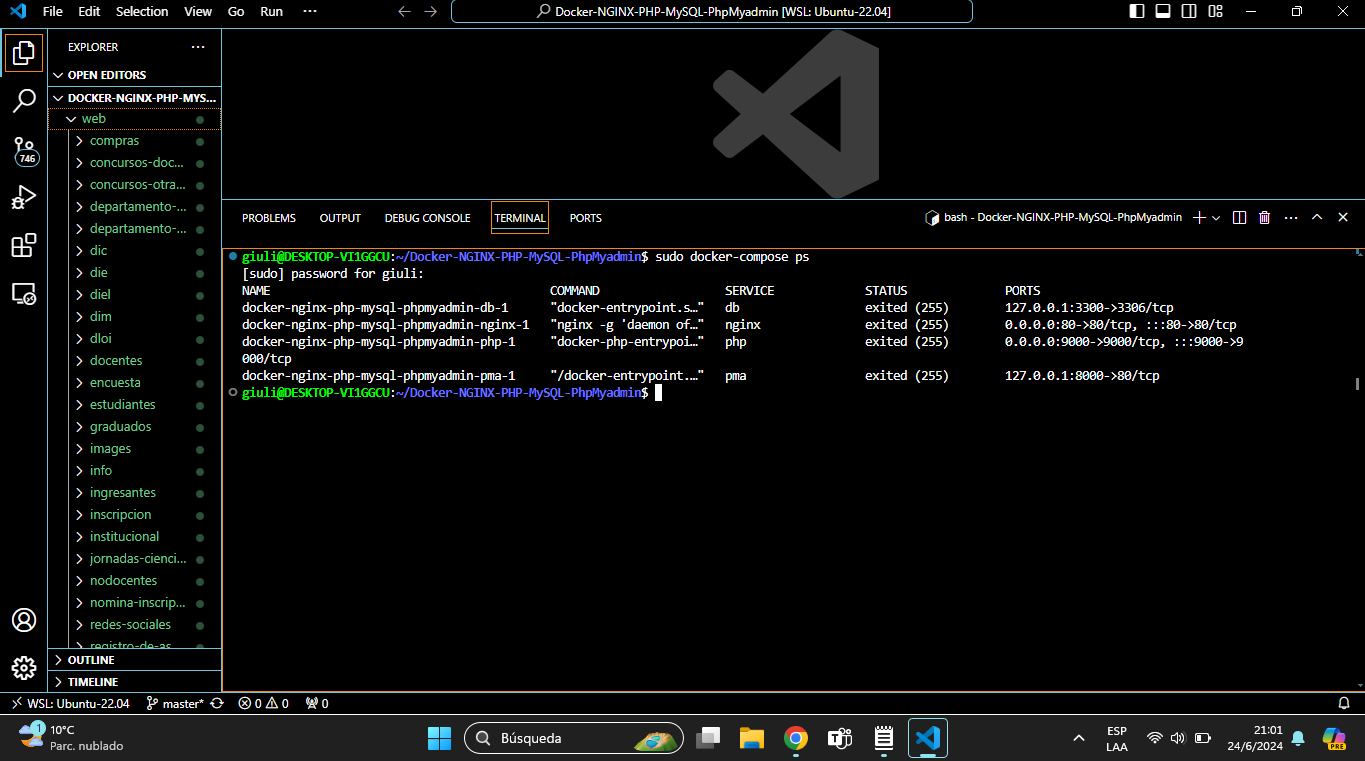 File Edit Selection View Go Run ···
Docker-NGINX-PHP-MySQL-PhpMyadmin [WSL: Ubuntu-22.04]
EXPLORER ···
OPEN EDITORS
DOCKER-NGINX-PHP-MYS...
web
compras
concursos-doc...
concursos-otra...
departamento-...
departamento-...
dic
die
diel
dim
dloi
docentes
encuesta
estudiantes
graduados
images
info
ingresantes
inscripcion
institucional
jornadas-cienci...
nodocentes
nomina-inscrip...
redes-sociales
registro-de-as
OUTLINE
TIMELINE
746
PROBLEMS OUTPUT DEBUG CONSOLE TERMINAL PORTS
bash - Docker-NGINX-PHP-MySQL-PhpMyadmin
giuli@DESKTOP-VI1GGCU:~/Docker-NGINX-PHP-MySQL-PhpMyadmin$ sudo docker-compose ps
[sudo] password for giuli:
NAME COMMAND SERVICE STATUS PORTS
docker-nginx-php-mysql-phpmyadmin-db-1 "docker-entrypoint.s…" db exited (255) 127.0.0.1:3300->3306/tcp
docker-nginx-php-mysql-phpmyadmin-nginx-1 "nginx -g 'daemon of…" nginx exited (255) 0.0.0.0:80->80/tcp, :::80->80/tcp
docker-nginx-php-mysql-phpmyadmin-php-1 "docker-php-entrypoi…" php exited (255) 0.0.0.0:9000->9000/tcp, :::9000->9
000/tcp
docker-nginx-php-mysql-phpmyadmin-pma-1 "/docker-entrypoint.…" pma exited (255) 127.0.0.1:8000->80/tcp
giuli@DESKTOP-VI1GGCU:~/Docker-NGINX-PHP-MySQL-PhpMyadmin$
WSL: Ubuntu-22.04 master* 0 0 0
1
10°C
Parc. nublado
Búsqueda
ESP
LAA
21:01
24/6/2024
PRE